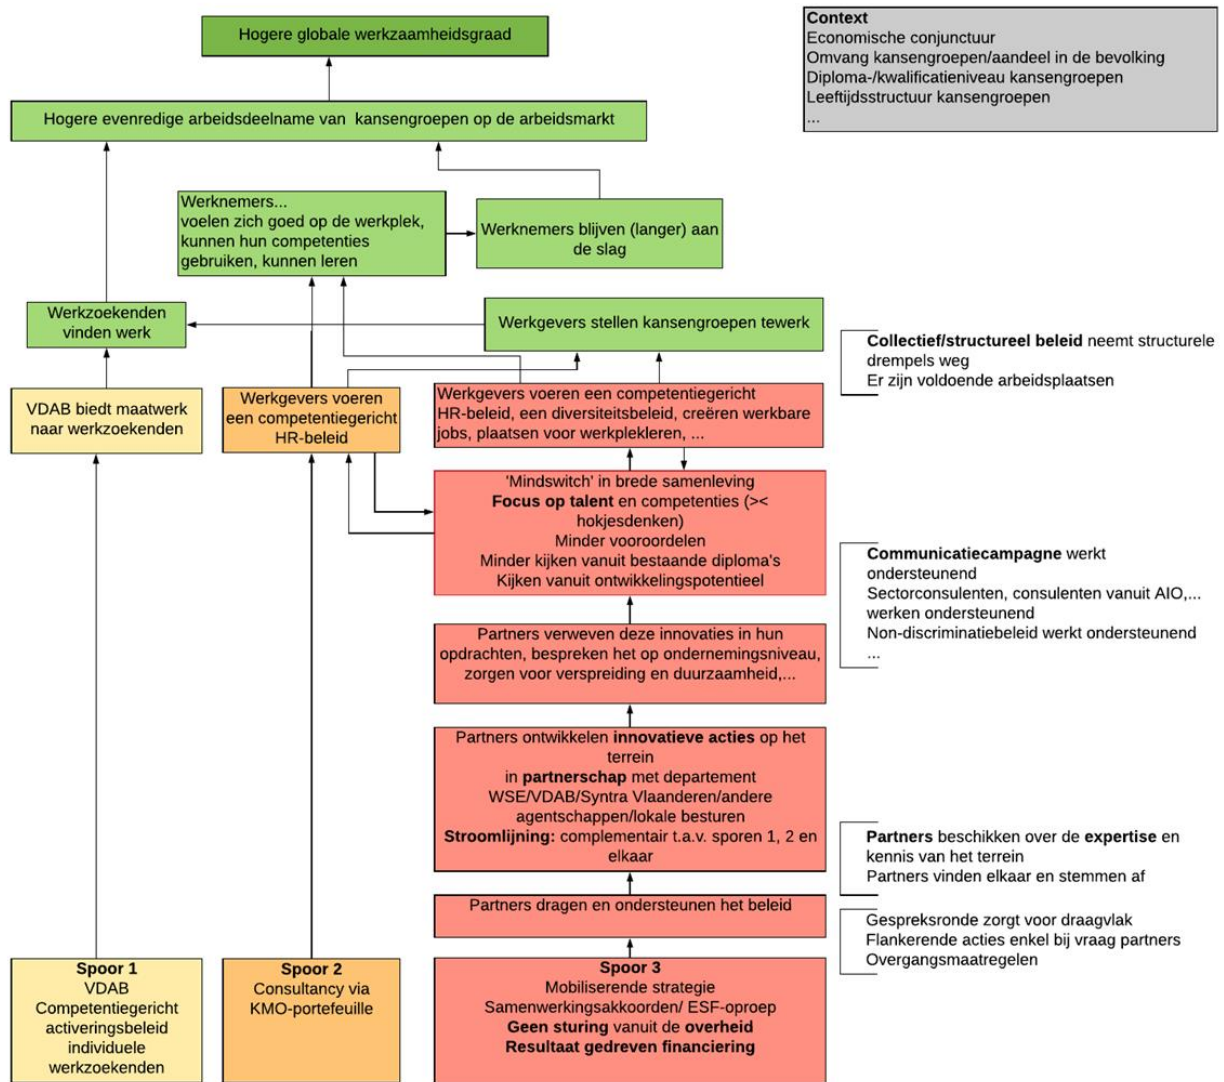 Hogere globale werkzaamheidsgraad
Context
Economische conjunctuur
Omvang kansengroepen/aandeel in de bevolking
Diploma-/kwalificatieniveau kansengroepen
Leeftijdsstructuur kansengroepen
...
Hogere evenredige arbeidsdeelname van kansengroepen op de arbeidsmarkt
Werknemers...
voelen zich goed op de werkplek,
kunnen hun competenties
gebruiken, kunnen leren
Werknemers blijven (langer) aan
de slag
Werkzoekenden
vinden werk
Werkgevers stellen kansengroepen tewerk
Collectief/structureel beleid neemt structurele
drempels weg
Er zijn voldoende arbeidsplaatsen
VDAB biedt maatwerk
naar werkzoekenden
Werkgevers voeren
een competentiegericht
HR-beleid
Werkgevers voeren een competentiegericht
HR-beleid, een diversiteitsbeleid, creëren werkbare
jobs, plaatsen voor werkplekleren, ...
'Mindswitch' in brede samenleving
Focus op talent en competenties (><
hokjesdenken)
Minder vooroordelen
Minder kijken vanuit bestaande diploma's
Kijken vanuit ontwikkelingspotentieel
Communicatiecampagne werkt
ondersteunend
Sectorconsulenten, consulenten vanuit AIO,...
werken ondersteunend
Non-discriminatiebeleid werkt ondersteunend
...
Partners verweven deze innovaties in hun
opdrachten, bespreken het op ondernemingsniveau,
zorgen voor verspreiding en duurzaamheid,...
Partners ontwikkelen innovatieve acties op het
terrein
in partnerschap met departement
WSE/VDAB/Syntra Vlaanderen/andere
agentschappen/lokale besturen
Stroomlijning: complementair t.a.v. sporen 1, 2 en
elkaar
Partners beschikken over de expertise en
kennis van het terrein
Partners vinden elkaar en stemmen af
Partners dragen en ondersteunen het beleid
Gespreksronde zorgt voor draagvlak
Flankerende acties enkel bij vraag partners
Overgangsmaatregelen
Spoor 1
VDAB
Competentiegericht
activeringsbeleid
individuele
werkzoekenden
Spoor 2
Consultancy via
KMO-portefeuille
Spoor 3
Mobiliserende strategie
Samenwerkingsakkoorden/ ESF-oproep
Geen sturing vanuit de overheid
Resultaat gedreven financiering